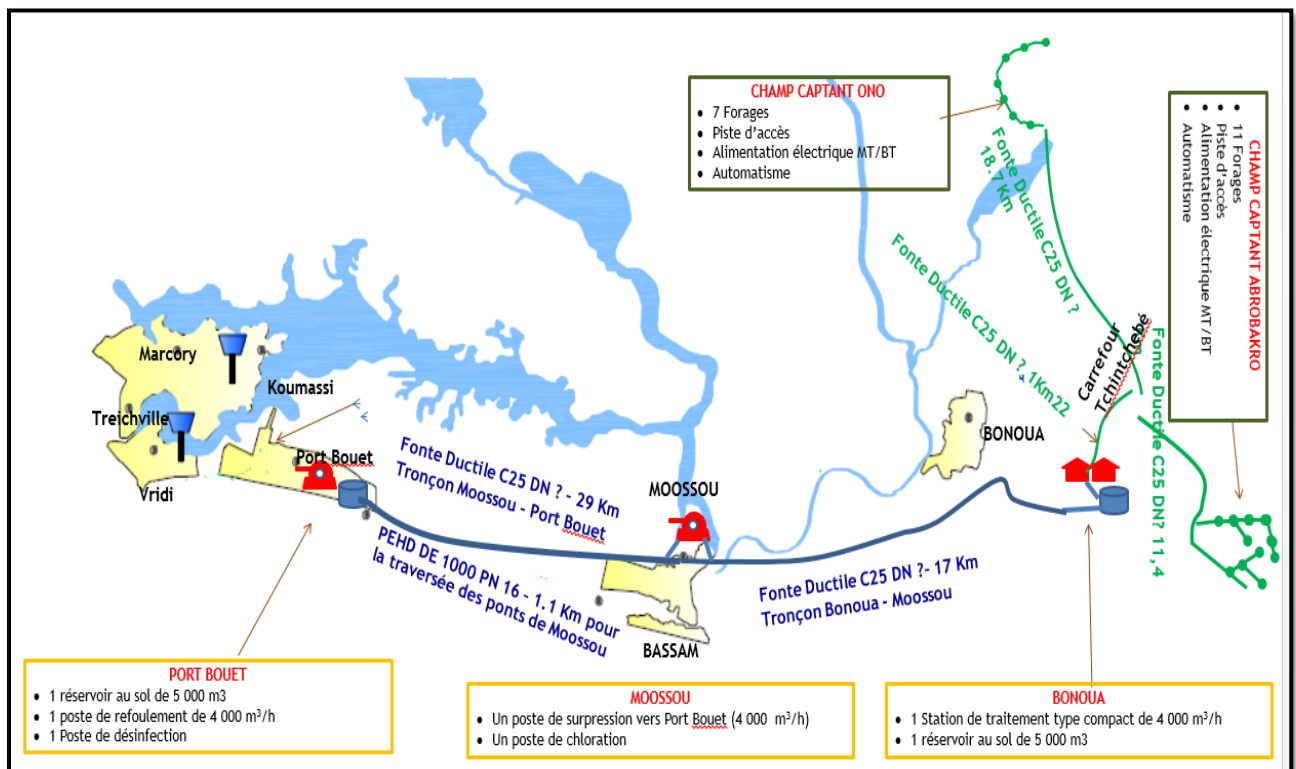 CHAMP CAPTANT ONO
• 7 Forages
• Piste d'accès
• Alimentation électrique MT/BT
• Automatisme
CHAMP CAPTANT ABROBAKRO
• 11 Forages
• Piste d'accès
• Alimentation électrique MT/BT
• Automatisme
Fonte Ductile C25 DN ?
18.7 Km
Fonte Ductile C25 DN ? 1Km22
Carrefour
Tchintchebé
Fonte Ductile C25 DN? 11,4
Marcory
Koumassi
Treichville
Port Bouet
Vridi
BONOUA
MOOSSOU
Fonte Ductile C25 DN ? - 29 Km
Tronçon Moossou - Port Bouet
PEHD DE 1000 PN 16 - 1.1 Km pour
la traversée des ponts de Moossou
Fonte Ductile C25 DN ?- 17 Km
Tronçon Bonoua - Moossou
BASSAM
PORT BOUET
• 1 réservoir au sol de 5 000 m3
• 1 poste de refoulement de 4 000 m³/h
• 1 Poste de désinfection
MOOSSOU
• Un poste de surpression vers Port Bouet (4 000 m³/h)
• Un poste de chloration
BONOUA
• 1 Station de traitement type compact de 4 000 m³/h
• 1 réservoir au sol de 5 000 m3